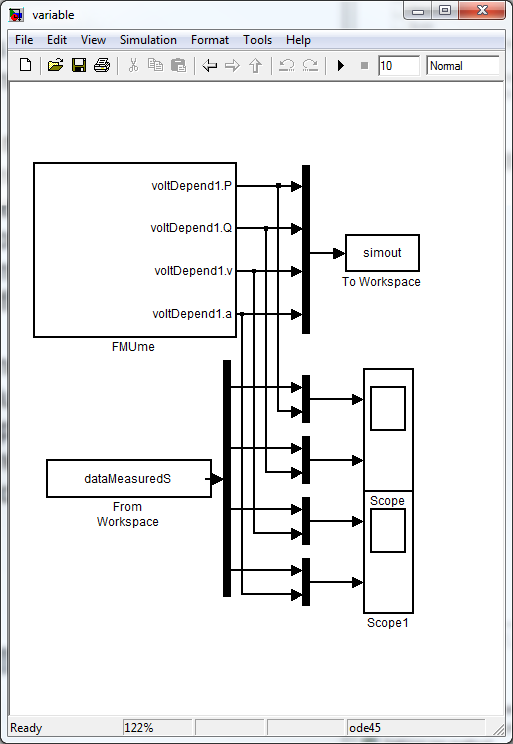 variable
File Edit View Simulation Format Tools Help
10 Normal
voltDepend1.P
voltDepend1.Q
voltDepend1.v
voltDepend1.a
FMUme
simout
To Workspace
dataMeasuredS
From
Workspace
Scope
Scope1
Ready 122% ode45